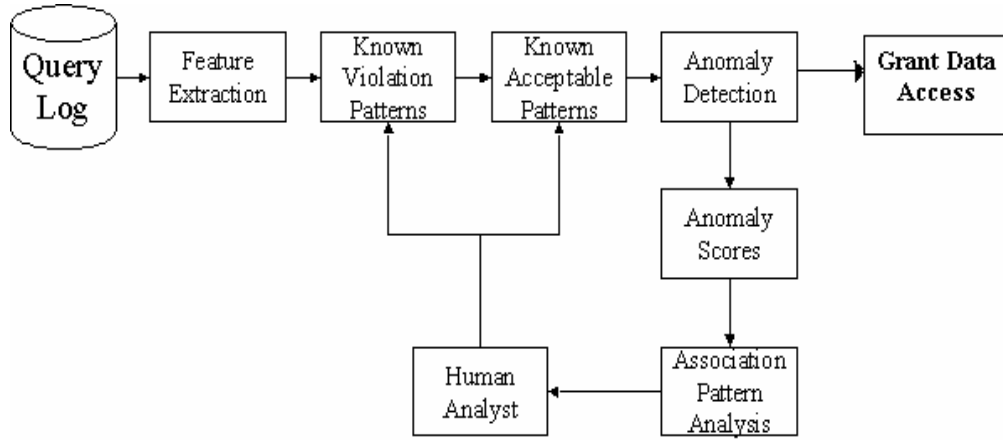 Query
Log
Feature
Extraction
Known
Violation
Patterns
Known
Acceptable
Patterns
Anomaly
Detection
Grant Data
Access
Anomaly
Scores
Association
Pattern
Analysis
Human
Analyst